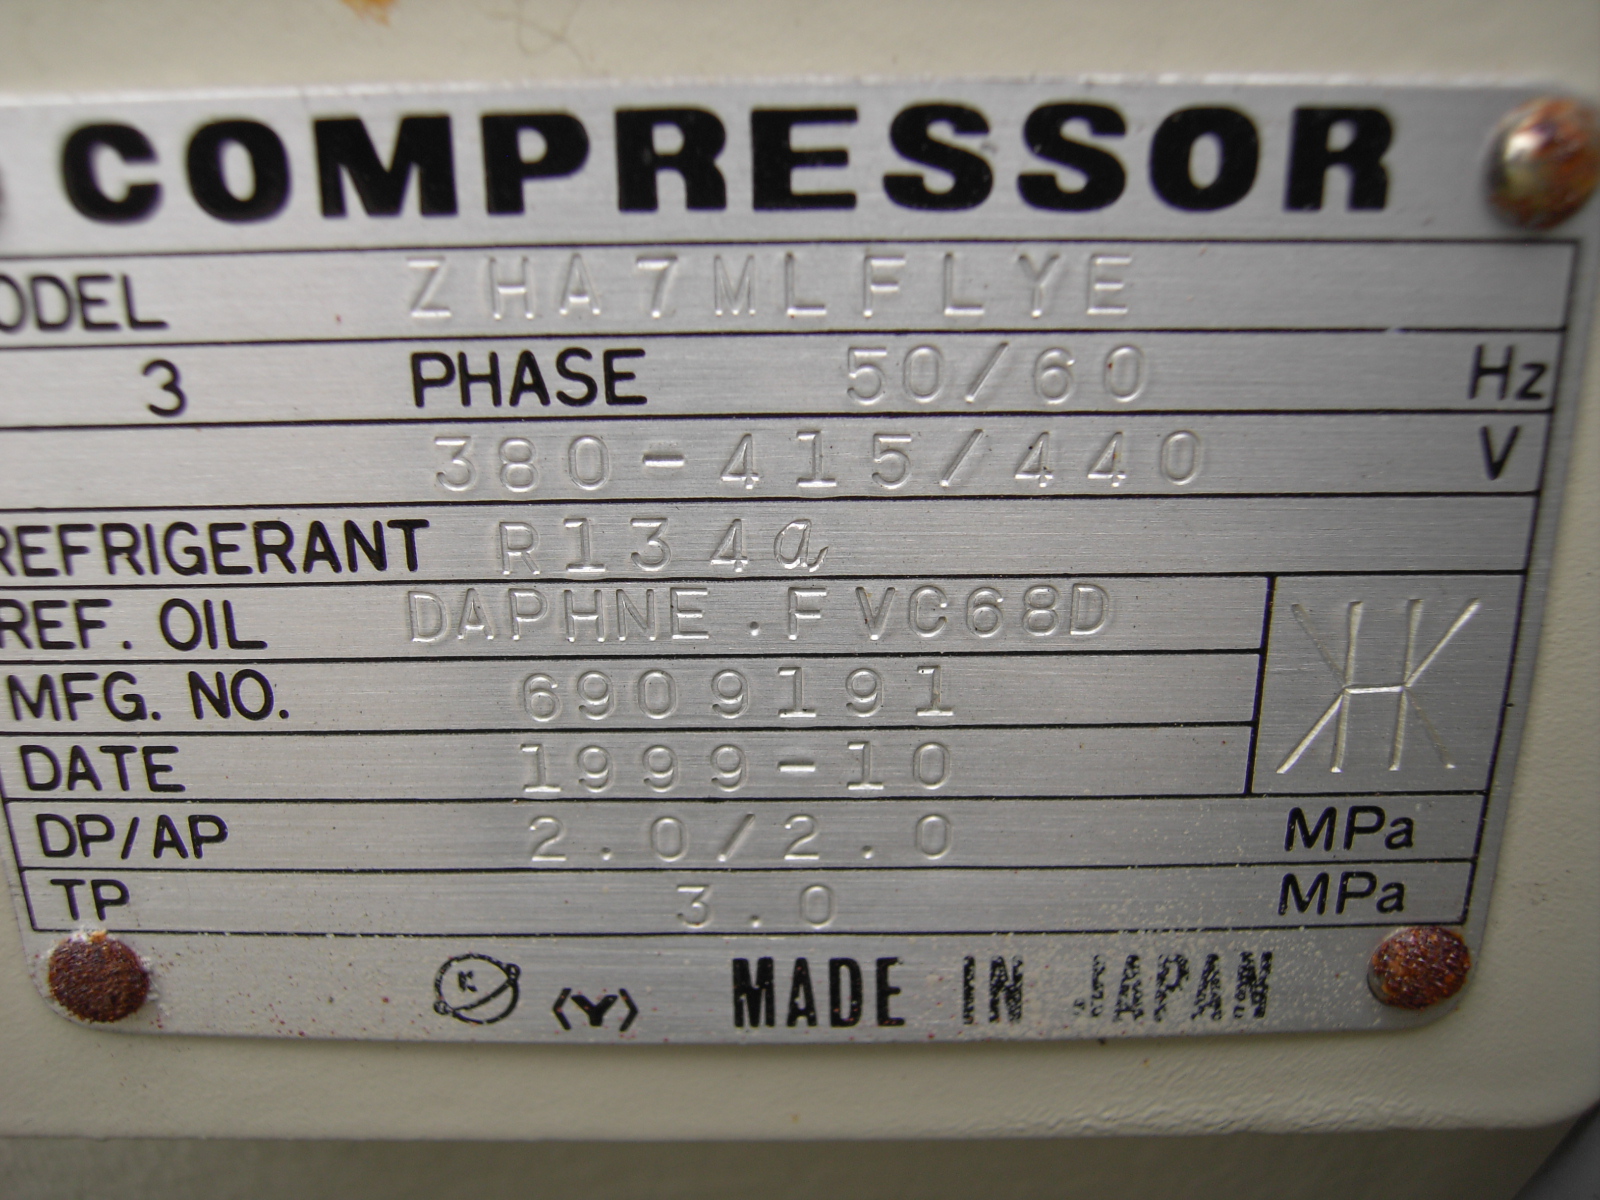 COMPRESSOR
ODEL ZHA7MLFLYE
3 PHASE 50/60 Hz
380-415/440 V
REFRIGERANT R134a
REF. OIL DAPHNE.FVC68D
MFG. NO. 6909191
DATE 1999-10
DP/AP 2.0/2.0 MPa
TP 3.0 MPa
<Y> MADE IN JAPAN